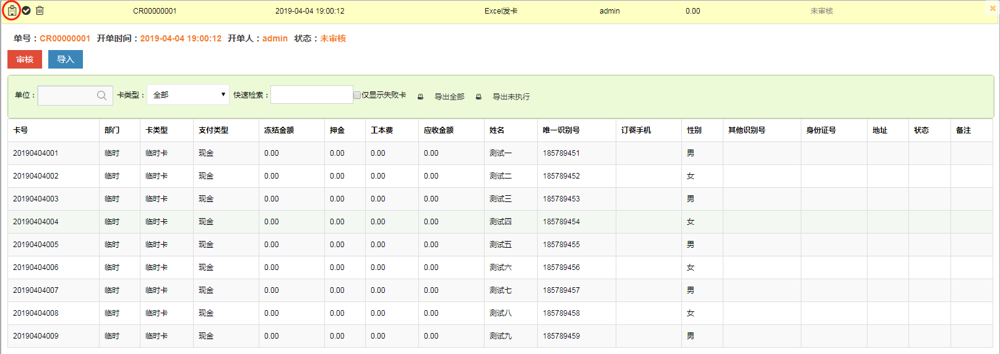 CR00000001 2019-04-04 19:00:12 Excel发卡 admin 0.00 未审核
单号：CR00000001 开单时间：2019-04-04 19:00:12 开单人：admin 状态：未审核
审核 导入
单位： 卡类型： 全部 快速检索： 仅显示失败卡 导出全部 导出未执行
卡号 部门 卡类型 支付类型 冻结金额 押金 工本费 应收金额 姓名 唯一识别号 订餐手机 性别 其他识别号 身份证号 地址 状态 备注
20190404001 临时 临时卡 现金 0.00 0.00 0.00 0.00 测试一 185789451 男
20190404002 临时 临时卡 现金 0.00 0.00 0.00 0.00 测试二 185789452 女
20190404003 临时 临时卡 现金 0.00 0.00 0.00 0.00 测试三 185789453 男
20190404004 临时 临时卡 现金 0.00 0.00 0.00 0.00 测试四 185789454 女
20190404005 临时 临时卡 现金 0.00 0.00 0.00 0.00 测试五 185789455 男
20190404006 临时 临时卡 现金 0.00 0.00 0.00 0.00 测试六 185789456 女
20190404007 临时 临时卡 现金 0.00 0.00 0.00 0.00 测试七 185789457 男
20190404008 临时 临时卡 现金 0.00 0.00 0.00 0.00 测试八 185789458 女
20190404009 临时 临时卡 现金 0.00 0.00 0.00 0.00 测试九 185789459 男